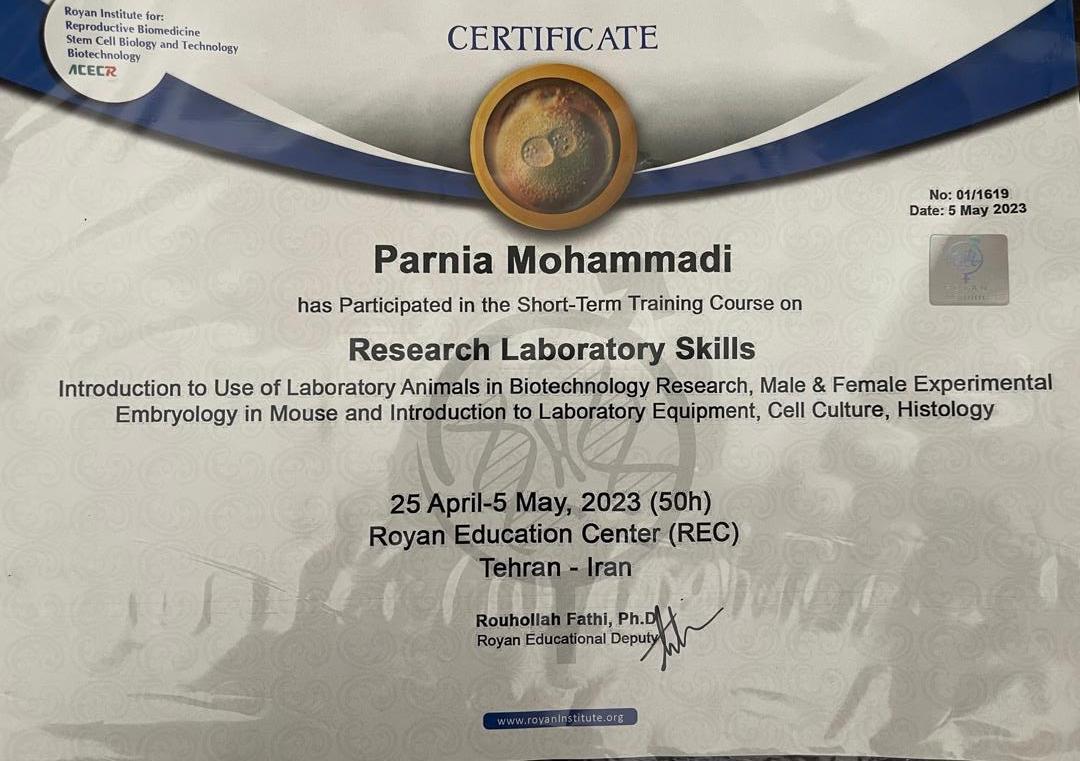 Royan Institute for:
Reproductive Biomedicine
Stem Cell Biology and Technology
Biotechnology
ACECR
CERTIFICATE
No: 01/1619
Date: 5 May 2023
Parnia Mohammadi
has Participated in the Short-Term Training Course on
Research Laboratory Skills
Introduction to Use of Laboratory Animals in Biotechnology Research, Male & Female Experimental
Embryology in Mouse and Introduction to Laboratory Equipment, Cell Culture, Histology
25 April-5 May, 2023 (50h)
Royan Education Center (REC)
Tehran - Iran
Rouhollah Fathi, Ph.D
Royan Educational Deputy
www.royaninstitute.org